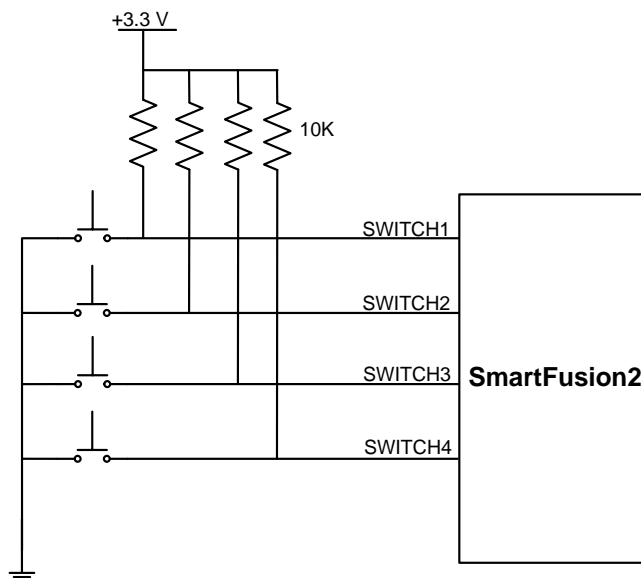 +3.3 V
10K
SWITCH1
SWITCH2
SWITCH3
SmartFusion2
SWITCH4